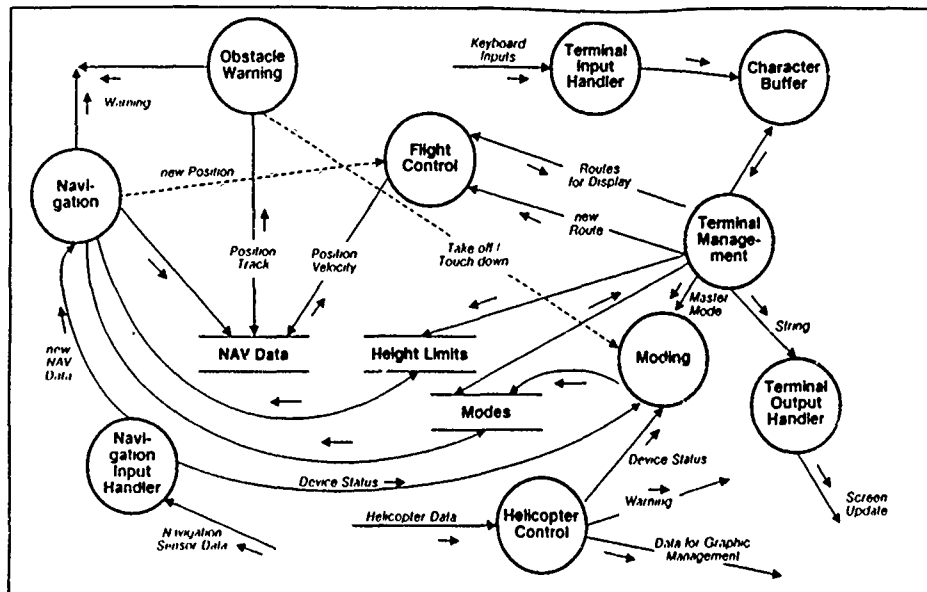 Obstacle
Warning
Keyboard
Inputs
Terminal
Input
Handler
Character
Buffer
Warning
Navi-
gation
new Position
Flight
Control
Routes
for Display
new
Route
Terminal
Manage-
ment
Position
Track
Position
Velocity
Take off /
Touch down
Master
Mode
String
new
NAV
Data
NAV Data
Height Limits
Moding
Modes
Terminal
Output
Handler
Navi-
gation
Input
Handler
Device Status
Device Status
Warning
Screen
Update
Helicopter Data
Helicopter
Control
Navigation
Sensor Data
Data for Graphic
Management